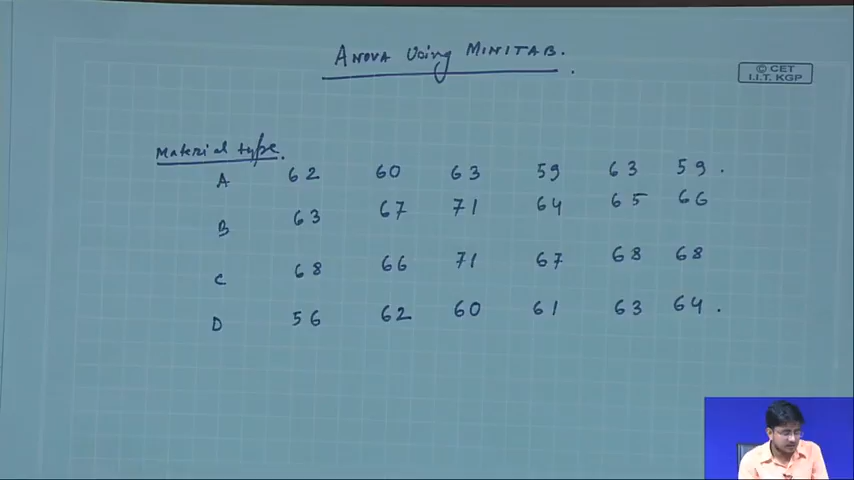 ANOVA Using MINITAB.
© CET
I.I.T. KGP
Material type.
A 62 60 63 59 63 59.
B 63 67 71 64 65 66
C 68 66 71 67 68 68
D 56 62 60 61 63 64.